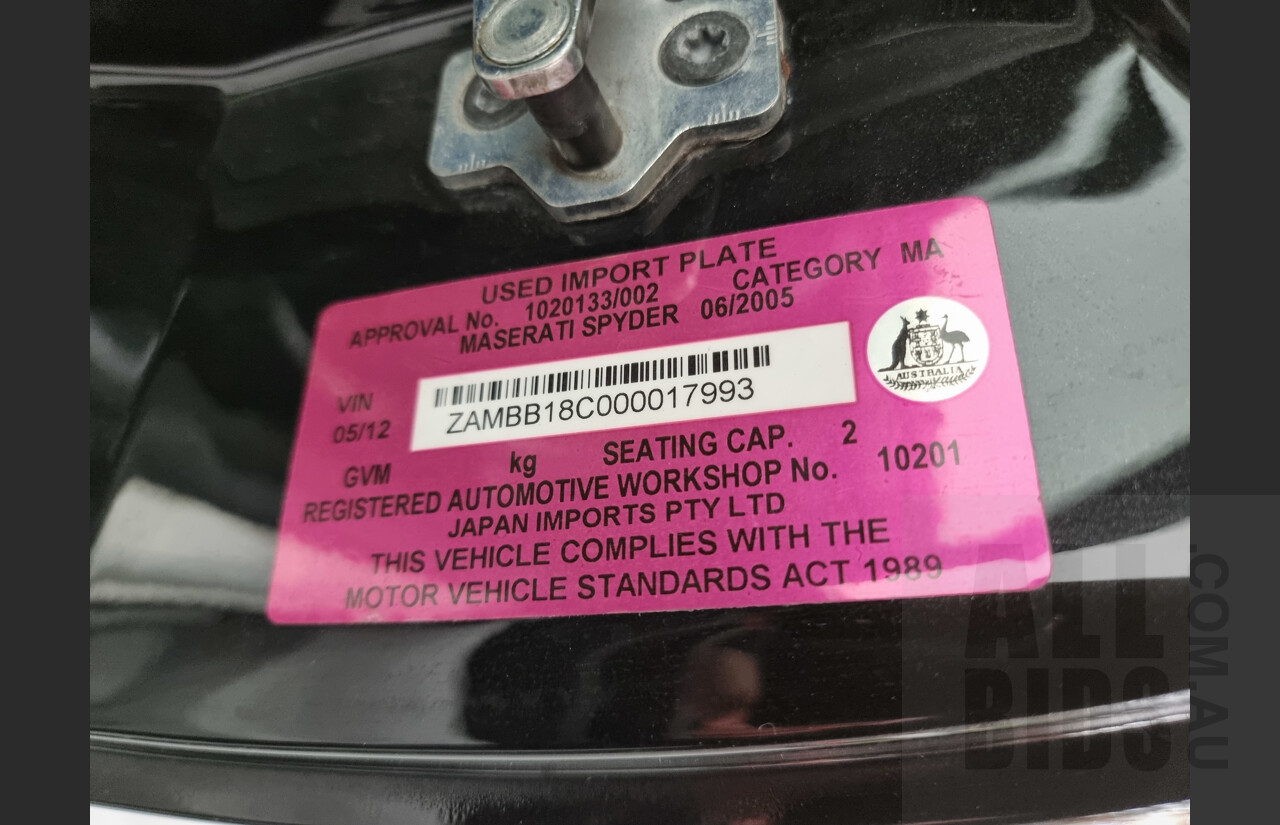 USED IMPORT PLATE
APPROVAL No. 1020133/002 CATEGORY MA
MASERATI SPYDER 06/2005
VIN ZAMBB18C000017993
05/12
AUSTRALIA
GVM kg SEATING CAP. 2
REGISTERED AUTOMOTIVE WORKSHOP No. 10201
JAPAN IMPORTS PTY LTD
THIS VEHICLE COMPLIES WITH THE
MOTOR VEHICLE STANDARDS ACT 1989
ALL
BIDS
.COM.AU